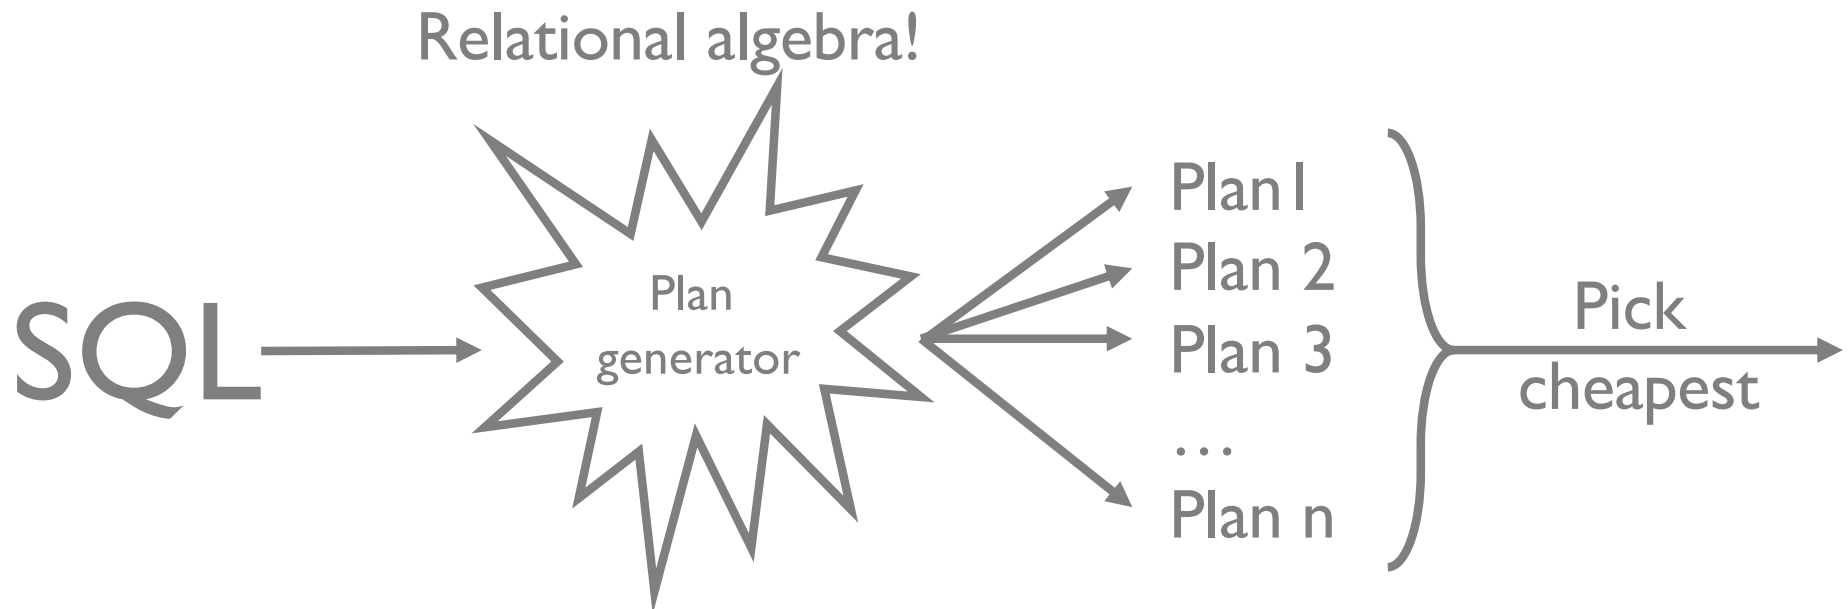 Relational algebra!
SQL
Plan
generator
Plan1
Plan 2
Plan 3
...
Plan n
Pick
cheapest